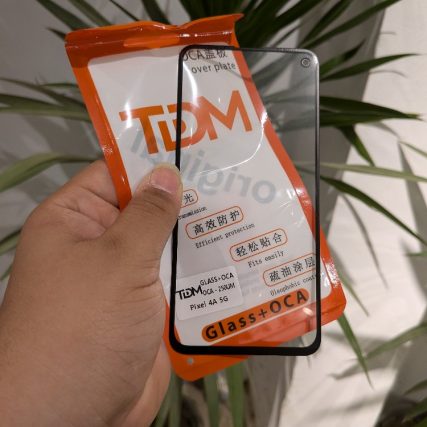 OCA盖板
over plate
TDM
original
光
高效防护
Efficient protection
轻松贴合
Fits easily
疏油涂层
Oleophobic coat
TDM
GLASS+OCA
OCA-250UM
Pixel 4A 5G
Glass+OCA